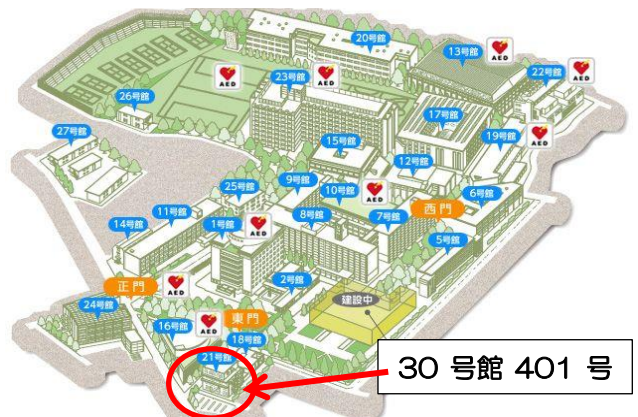 20号館
13号館
AED
AED
23号館
AED
22号館
AED
26号館
17号館
27号館
15号館
19号館
AED
12号館
9号館
10号館
AED
6号館
25号館
11号館
14号館
1号館
AED
8号館
7号館
西門
5号館
正門
AED
2号館
建設中
24号館
16号館
AED
東門
18号館
21号館
30 号館 401 号